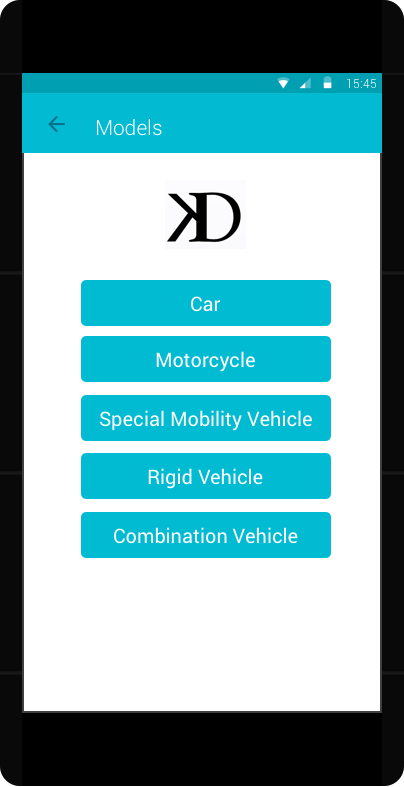 15:45
Models
KD
Car
Motorcycle
Special Mobility Vehicle
Rigid Vehicle
Combination Vehicle